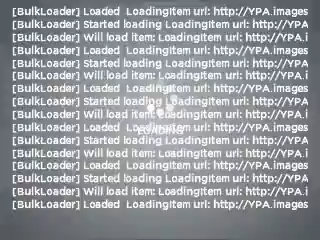 [BulkLoader] Loaded LoadingItem url: http://YPA.images
[BulkLoader] Started loading LoadingItem url: http://YPA
[BulkLoader] Will load item: LoadingItem url: http://YPA.i
[BulkLoader] Loaded LoadingItem url: http://YPA.images
[BulkLoader] Started loading LoadingItem url: http://YPA
[BulkLoader] Will load item: LoadingItem url: http://YPA.i
[BulkLoader] Loaded LoadingItem url: http://YPA.images
[BulkLoader] Started loading LoadingItem url: http://YPA
[BulkLoader] Will load item: LoadingItem url: http://YPA.i
[BulkLoader] Loaded LoadingItem url: http://YPA.images
LOADING
[BulkLoader] Started loading LoadingItem url: http://YPA
[BulkLoader] Will load item: LoadingItem url: http://YPA.i
[BulkLoader] Loaded LoadingItem url: http://YPA.images
[BulkLoader] Started loading LoadingItem url: http://YPA
[BulkLoader] Will load item: LoadingItem url: http://YPA.i
[BulkLoader] Loaded LoadingItem url: http://YPA.images